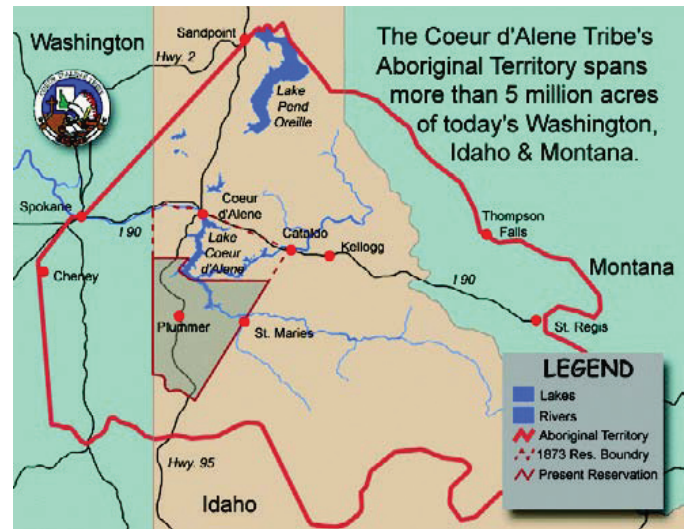 Washington
Sandpoint
Hwy. 2
The Coeur d'Alene Tribe's
Aboriginal Territory spans
more than 5 million acres
of today's Washington,
Idaho & Montana.
Lake
Pend
Oreille
Spokane
I 90
Coeur
d'Alene
Lake
Coeur
d'Alene
Cataldo
Kellogg
Thompson
Falls
Montana
Cheney
I 90
St. Regis
Plummer
St. Maries
Hwy. 95
Idaho
LEGEND
Lakes
Rivers
Aboriginal Territory
1873 Res. Boundry
Present Reservation